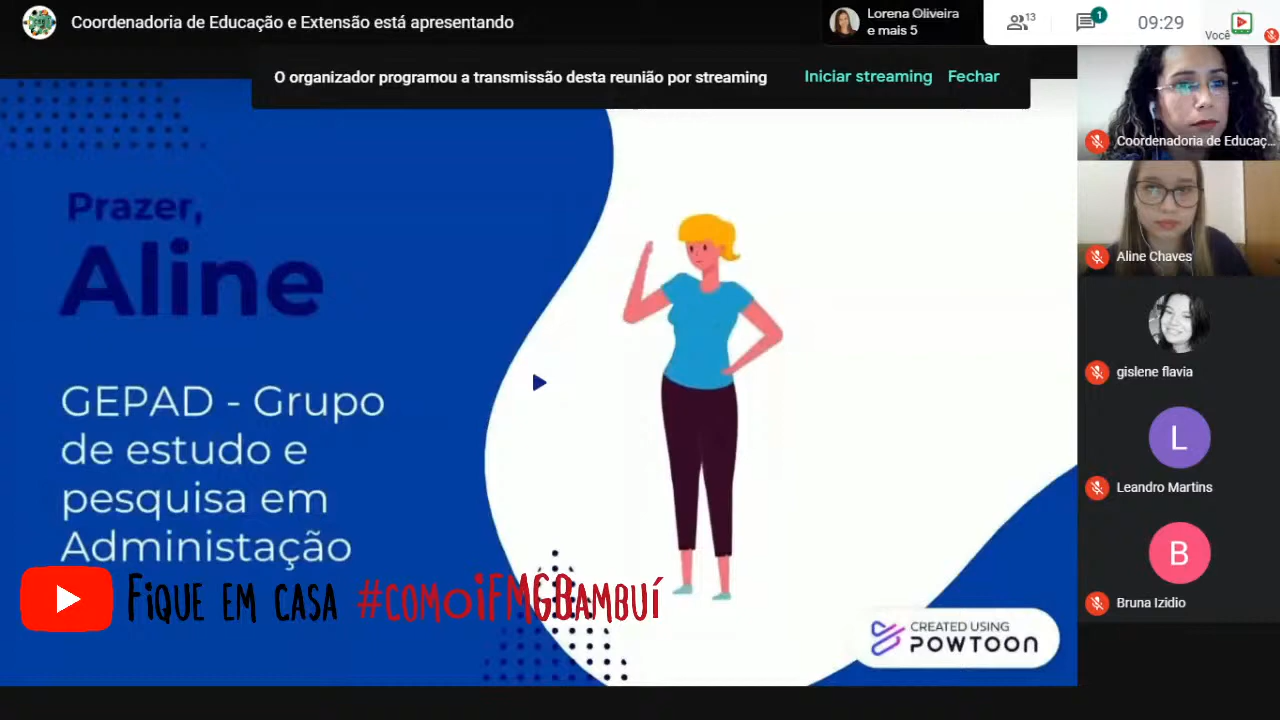 Coordenadoria de Educação e Extensão está apresentando
Lorena Oliveira
e mais 5
13
1
09:29
Você
O organizador programou a transmissão desta reunião por streaming
Iniciar streaming
Fechar
Coordenadoria de Educaç...
Aline Chaves
gislene flavia
L
Leandro Martins
B
Bruna Izidio
Prazer,
Aline
GEPAD - Grupo
de estudo e
pesquisa em
Administação
Fique em casa #comoiFMGBambuí
CREATED USING
POWTOON